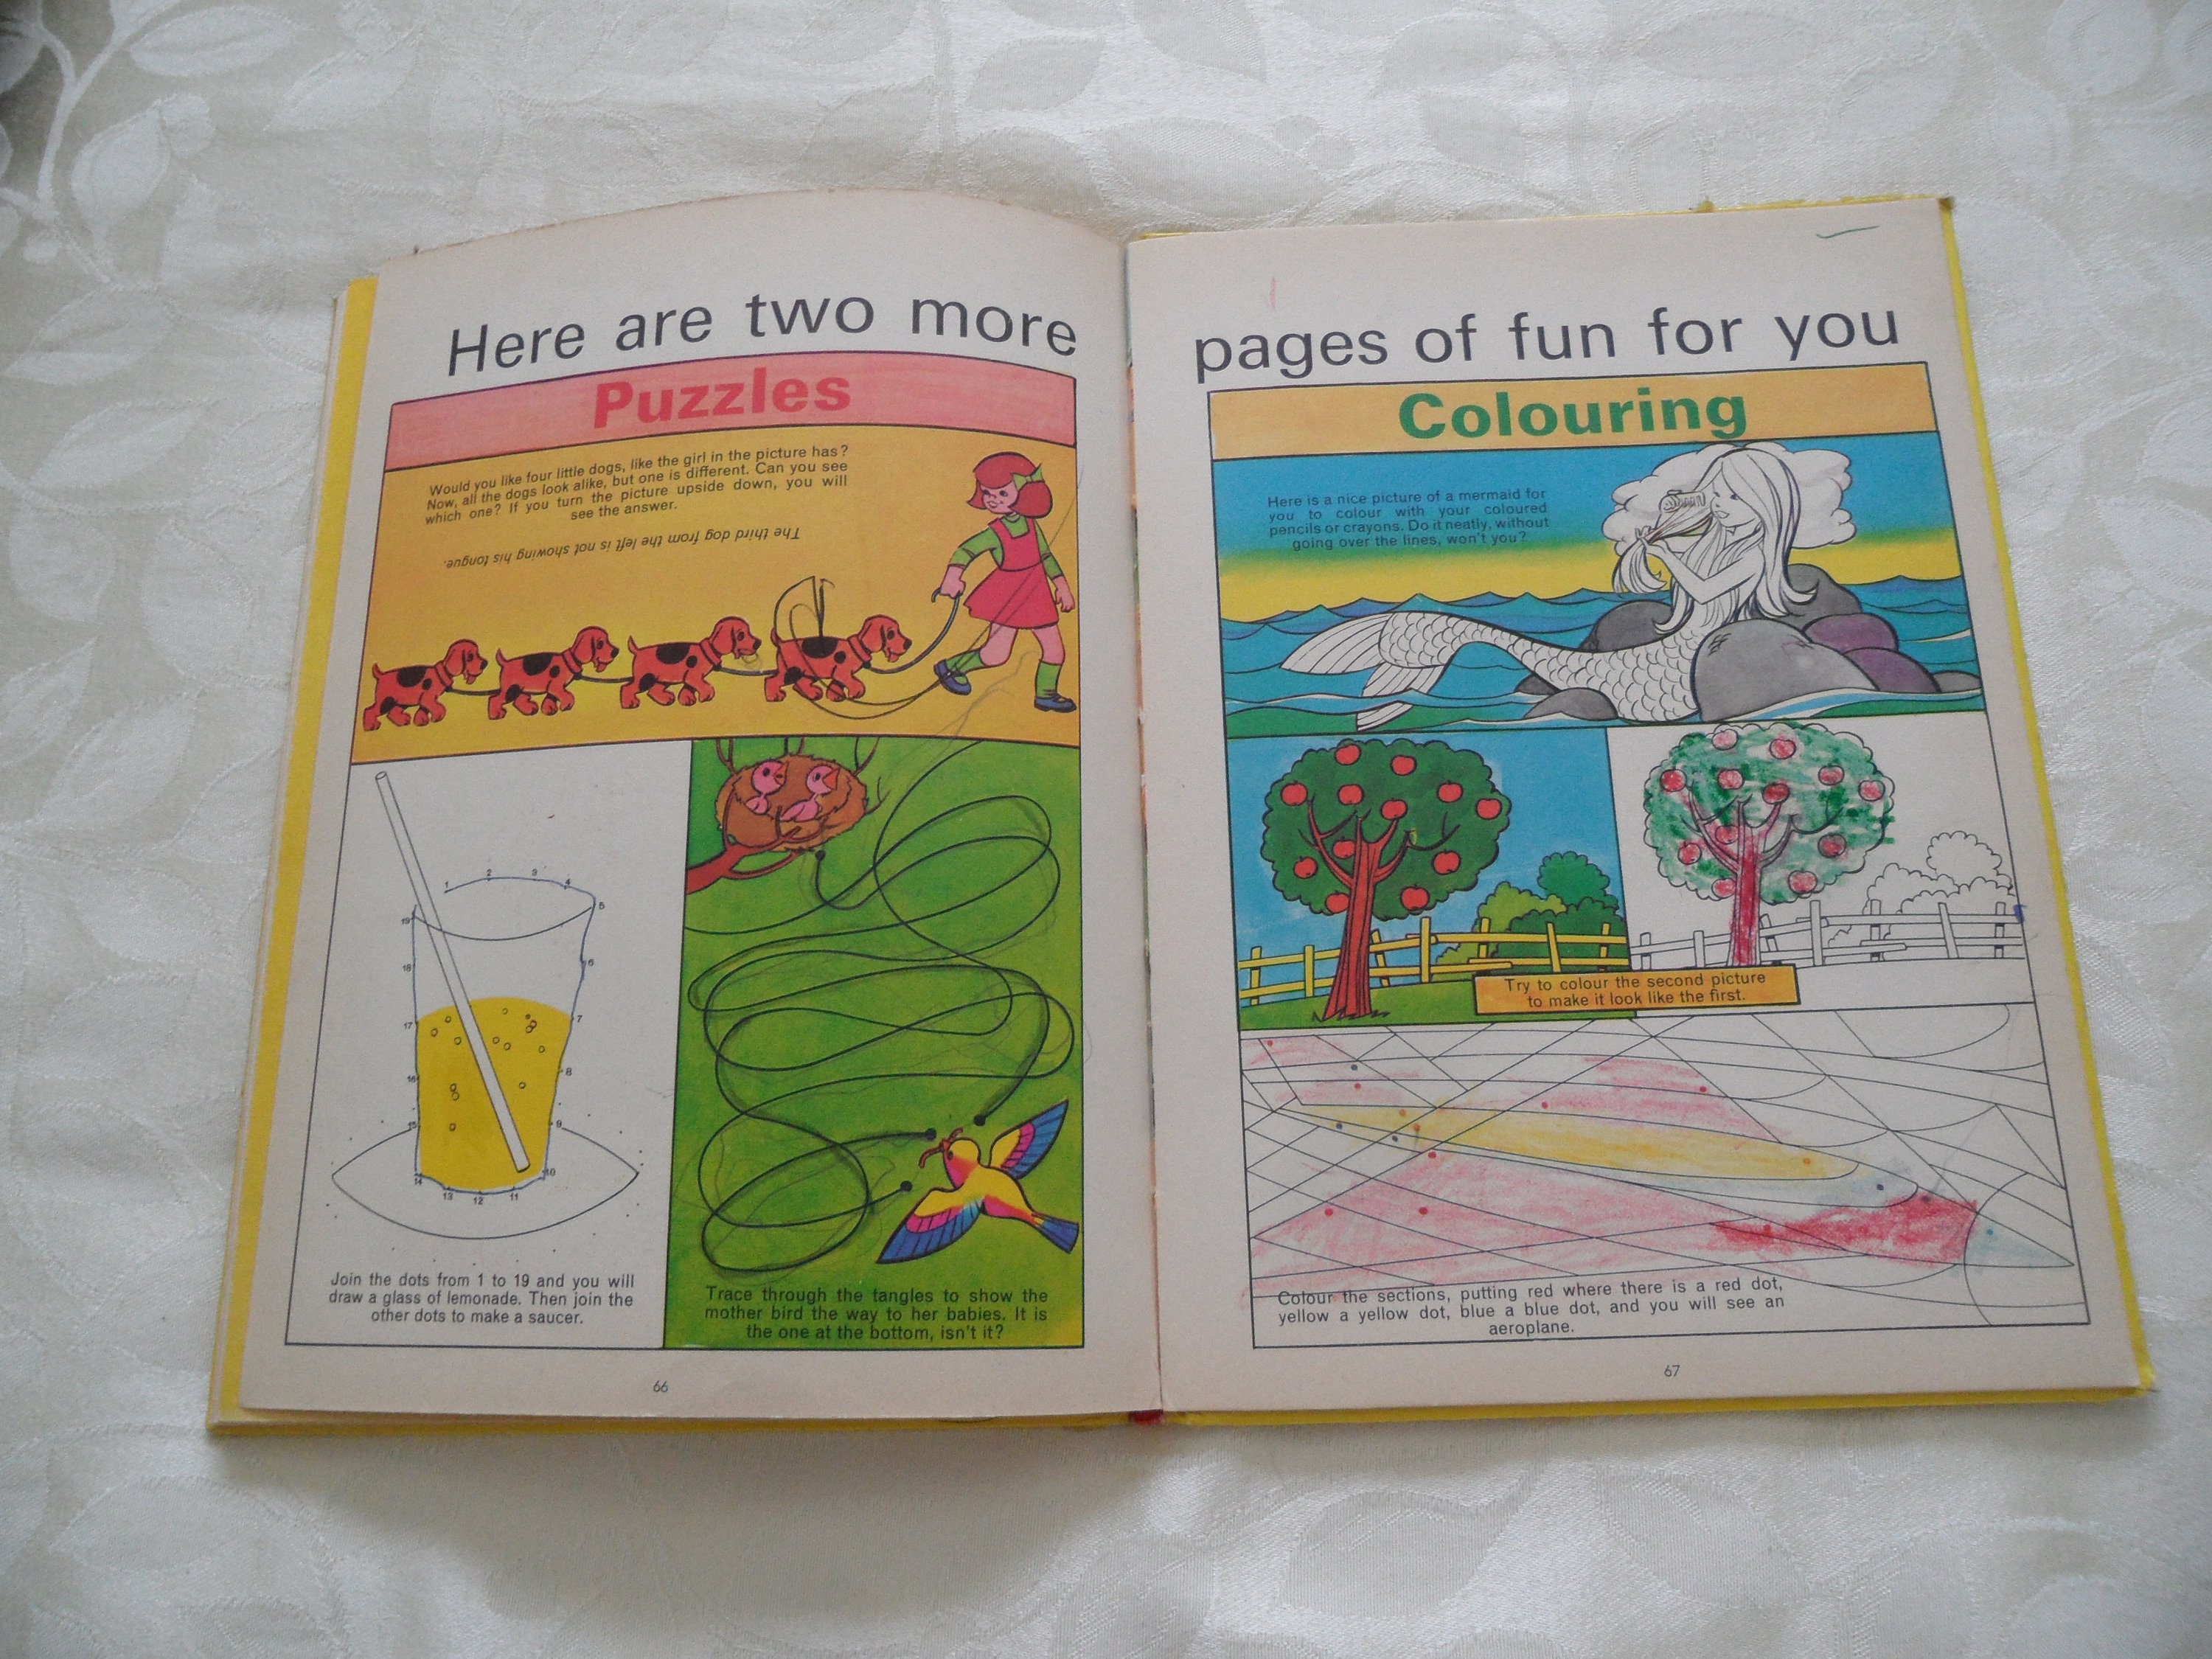 Here are two more
Puzzles
Would you like four little dogs, like the girl in the picture has?
Now, all the dogs look alike, but one is different. Can you see
which one? If you turn the picture upside down, you will
see the answer.
The third dog from the left is not showing his tongue.
1
2
3
4
5
6
7
8
9
10
11
12
13
14
15
16
17
18
19
Join the dots from 1 to 19 and you will
draw a glass of lemonade. Then join the
other dots to make a saucer.
Trace through the tangles to show the
mother bird the way to her babies. It is
the one at the bottom, isn't it?
66
pages of fun for you
Colouring
Here is a nice picture of a mermaid for
you to colour with your coloured
pencils or crayons. Do it neatly, without
going over the lines, won't you?
Try to colour the second picture
to make it look like the first.
Colour the sections, putting red where there is a red dot,
yellow a yellow dot, blue a blue dot, and you will see an
aeroplane.
67